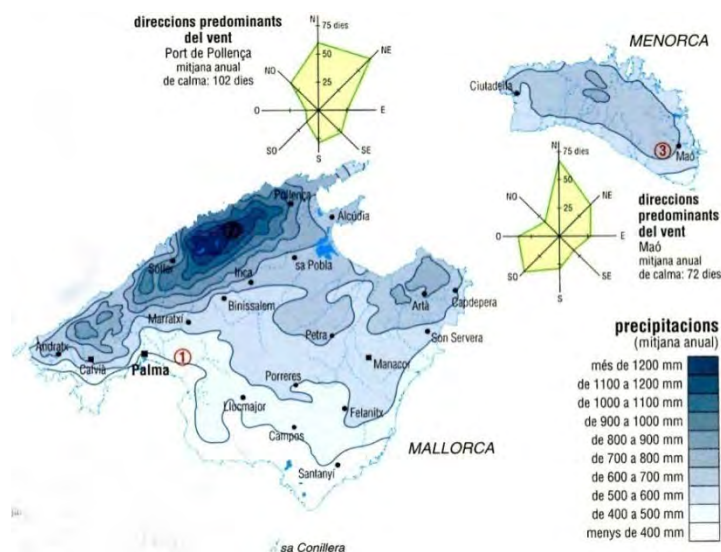 direccions predominants
del vent
Port de Pollença
mitjana anual
de calma: 102 dies
N
75 dies
50
25
NE
E
SE
S
SO
O
NO
MENORCA
Ciutadella
3
Maó
N
75 dies
50
25
NE
E
SE
S
SO
O
NO
direccions
predominants
del vent
Maó
mitjana anual
de calma: 72 dies
Pollença
Alcúdia
Sóller
Inca
sa Pobla
Binissalem
Marratxí
Artà
Capdepera
Son Servera
Petra
Manacor
Andratx
Calvià
Palma
1
Porreres
Llucmajor
Felanitx
Campos
Santanyí
MALLORCA
sa Conillera
precipitacions
(mitjana anual)
més de 1200 mm
de 1100 a 1200 mm
de 1000 a 1100 mm
de 900 a 1000 mm
de 800 a 900 mm
de 700 a 800 mm
de 600 a 700 mm
de 500 a 600 mm
de 400 a 500 mm
menys de 400 mm